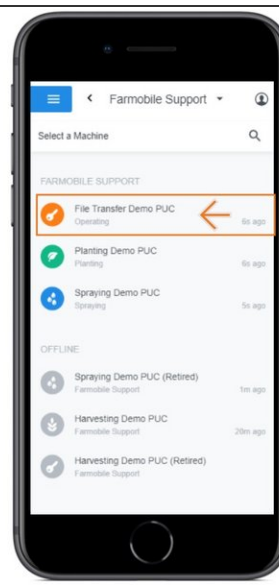 Farmobile Support
Select a Machine
FARMOBILE SUPPORT
File Transfer Demo PUC
Operating
6s ago
Planting Demo PUC
Planting
6s ago
Spraying Demo PUC
Spraying
5s ago
OFFLINE
Spraying Demo PUC (Retired)
Farmobile Support
1m ago
Harvesting Demo PUC
Farmobile Support
20m ago
Harvesting Demo PUC (Retired)
Farmobile Support